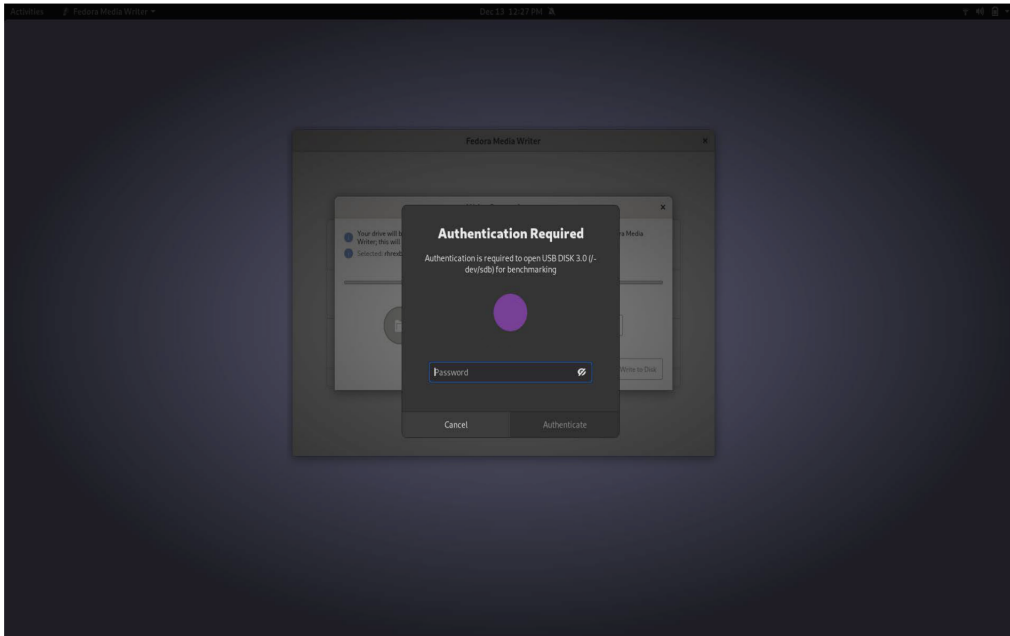 Activities Fedora Media Writer Dec 13 12:27 PM
Fedora Media Writer
Your drive will b
ra Media
Writer; this will
Selected:
Authentication Required
Authentication is required to open USB DISK 3.0 (/-
dev/sdb) for benchmarking
Password
Write to Disk
Cancel Authenticate